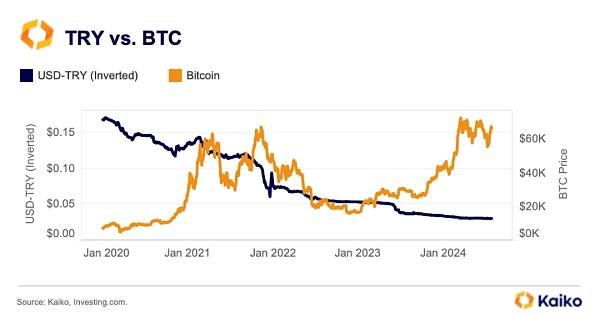 TRY vs. BTC
USD-TRY (Inverted) Bitcoin
USD-TRY (Inverted)
$0.15
$0.10
$0.05
$0.00
$60K
$40K
$20K
$0K
BTC Price
Jan 2020 Jan 2021 Jan 2022 Jan 2023 Jan 2024
Source: Kaiko, Investing.com.
Kaiko